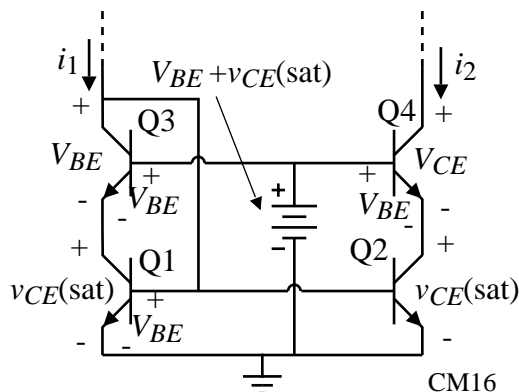 i1
VBE +vCE(sat)
i2
+
+
Q3
Q4
VBE
+
+
+
VCE
-
VBE
VBE
-
-
-
-
+
Q1
Q2
+
vCE(sat)
+
+
vCE(sat)
VBE
-
-
-
-
CM16